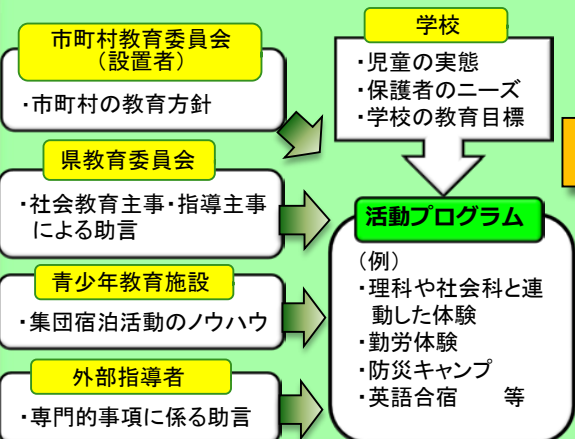 市町村教育委員会
（設置者）
・市町村の教育方針
県教育委員会
・社会教育主事・指導主事
による助言
青少年教育施設
・集団宿泊活動のノウハウ
外部指導者
・専門的事項に係る助言
学校
・児童の実態
・保護者のニーズ
・学校の教育目標
活動プログラム
（例）
・理科や社会科と連
動した体験
・勤労体験
・防災キャンプ
・英語合宿　等